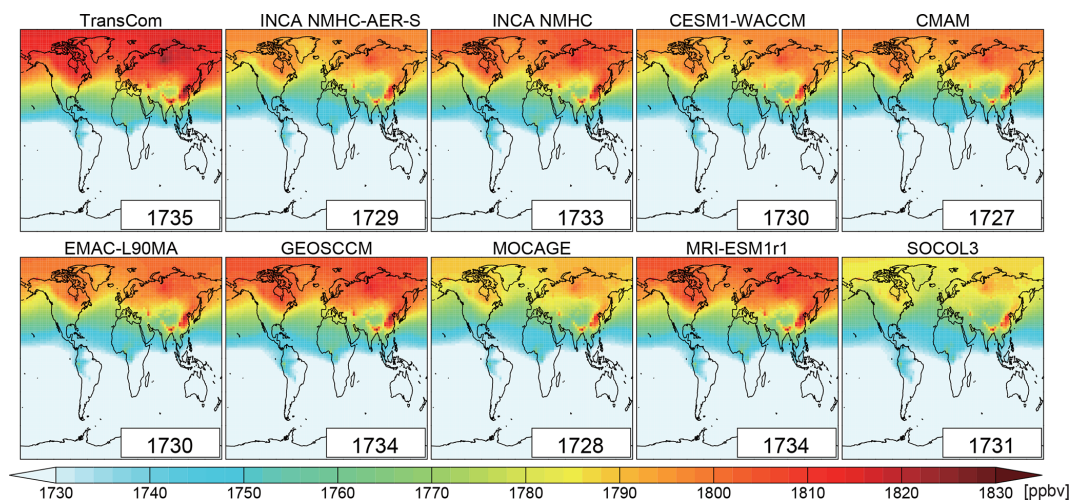 TransCom INCA NMHC-AER-S INCA NMHC CESM1-WACCM CMAM
1735 1729 1733 1730 1727
EMAC-L90MA GEOSCCM MOCAGE MRI-ESM1r1 SOCOL3
1730 1734 1728 1734 1731
1730 1740 1750 1760 1770 1780 1790 1800 1810 1820 1830 [ppbv]